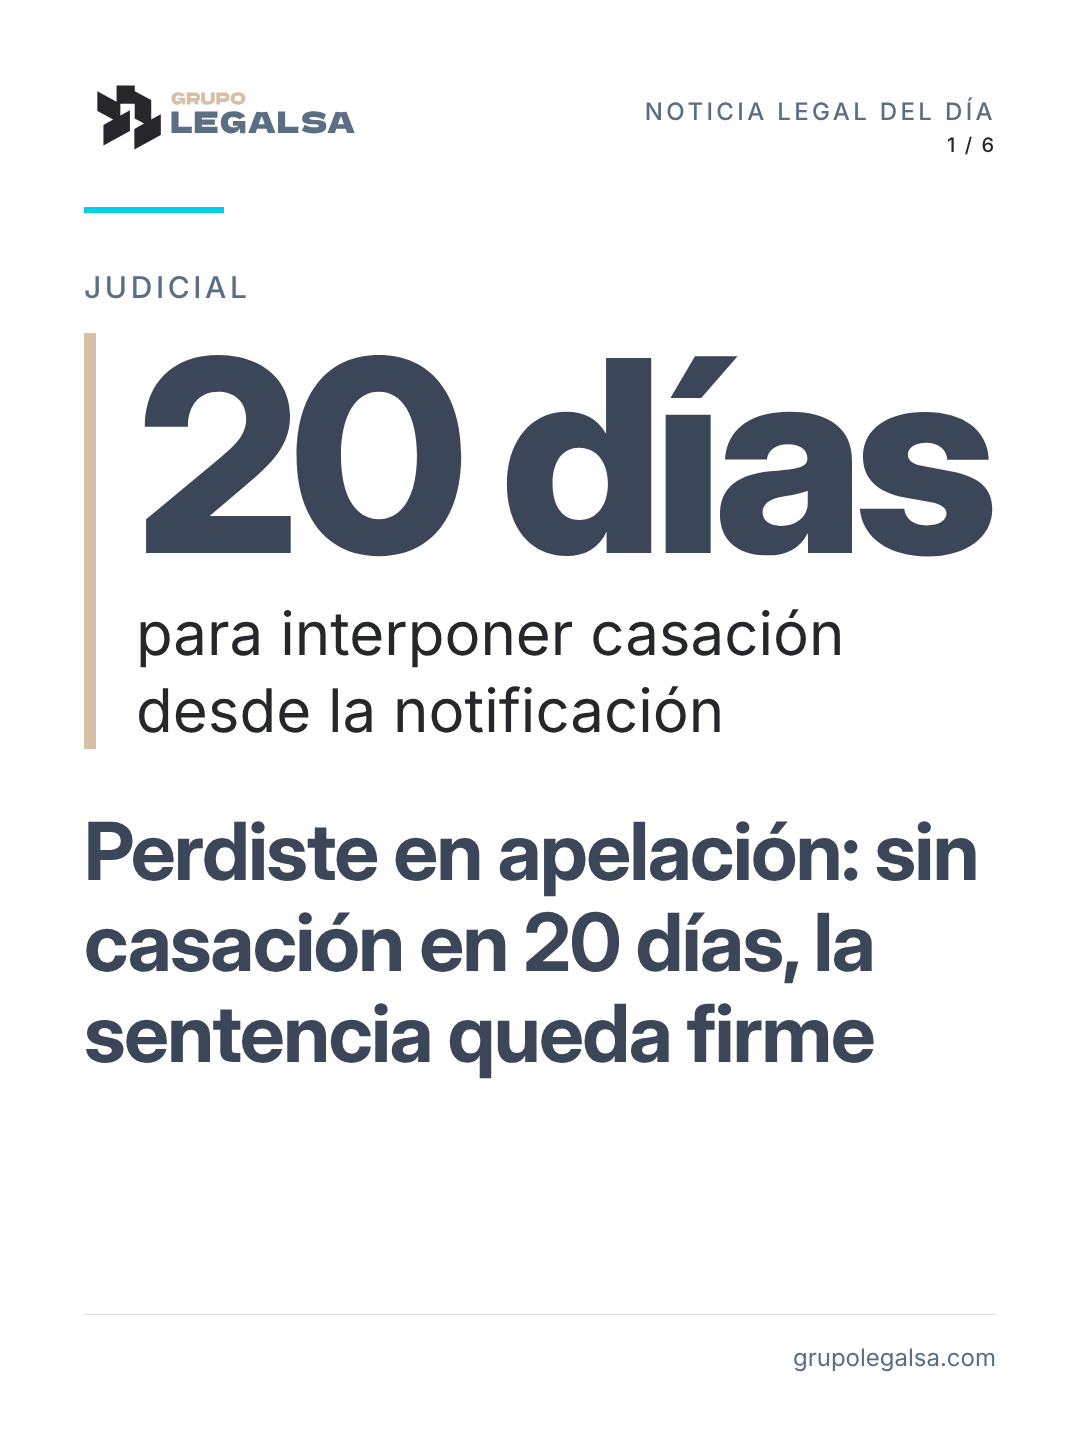 GRUPO
LEGALSA
NOTICIA LEGAL DEL DÍA
1 / 6
JUDICIAL
20 días
para interponer casación
desde la notificación
Perdiste en apelación: sin
casación en 20 días, la
sentencia queda firme
grupolegalsa.com